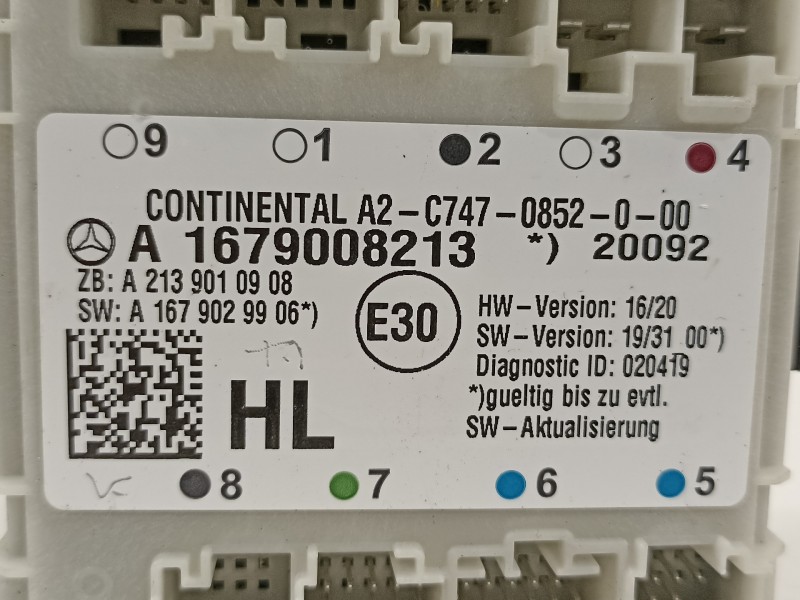 9 1 2 3 4
CONTINENTAL A2-C747-0852-0-00
A 1679008213 *) 20092
ZB: A 213 901 09 08
SW: A 167 902 99 06*)
E30
HW-Version: 16/20
SW-Version: 19/31 00*)
Diagnostic ID: 020419
*)gueltig bis zu evtl.
SW-Aktualisierung
HL
8 7 6 5